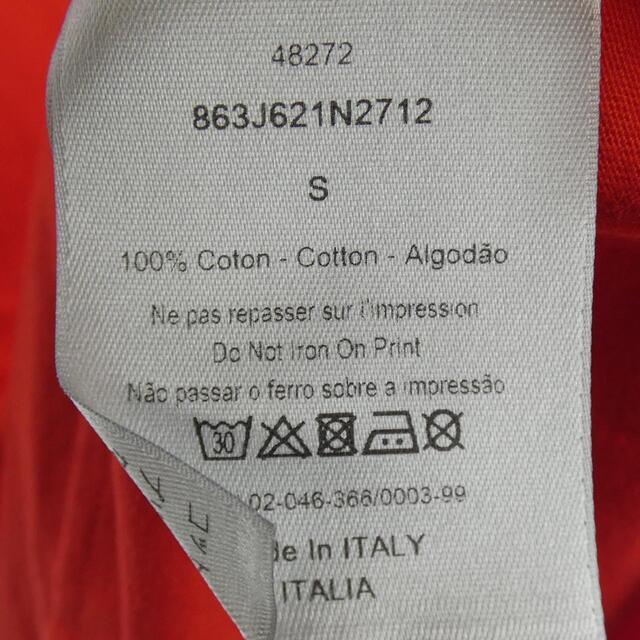 48272
863J621N2712
S
100% Coton - Cotton - Algodão
Ne pas repasser sur l'impression
Do Not Iron On Print
Não passar o ferro sobre a impressão
30
02-046-366/0003-99
de In ITALY
ITALIA